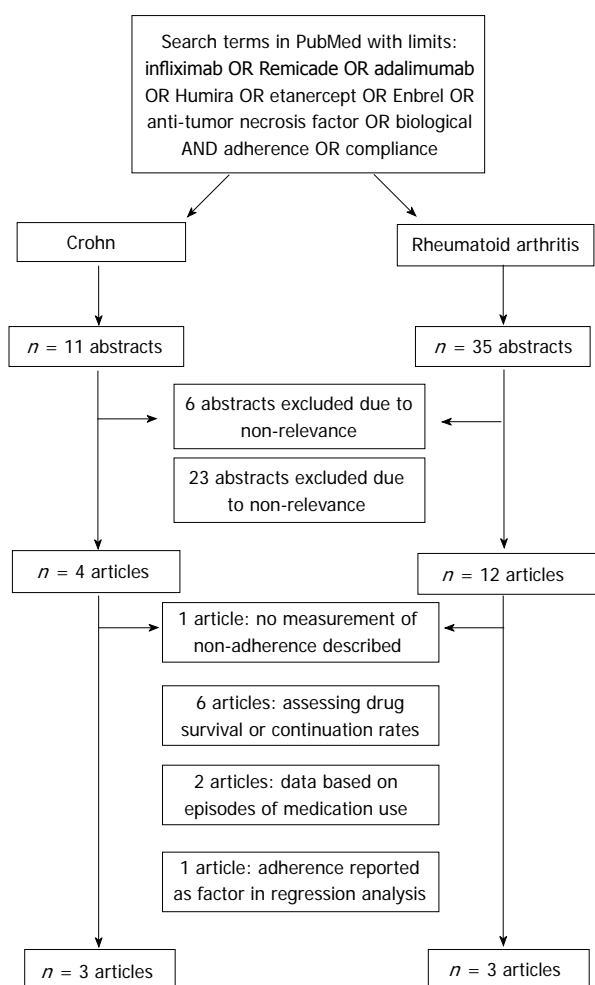 Search terms in PubMed with limits:
infliximab OR Remicade OR adalimumab
OR Humira OR etanercept OR Enbrel OR
anti-tumor necrosis factor OR biological
AND adherence OR compliance
Crohn
Rheumatoid arthritis
n = 11 abstracts
n = 35 abstracts
6 abstracts excluded due to
non-relevance
23 abstracts excluded due
to non-relevance
n = 4 articles
n = 12 articles
1 article: no measurement of
non-adherence described
6 articles: assessing drug
survival or continuation rates
2 articles: data based on
episodes of medication use
1 article: adherence reported
as factor in regression analysis
n = 3 articles
n = 3 articles